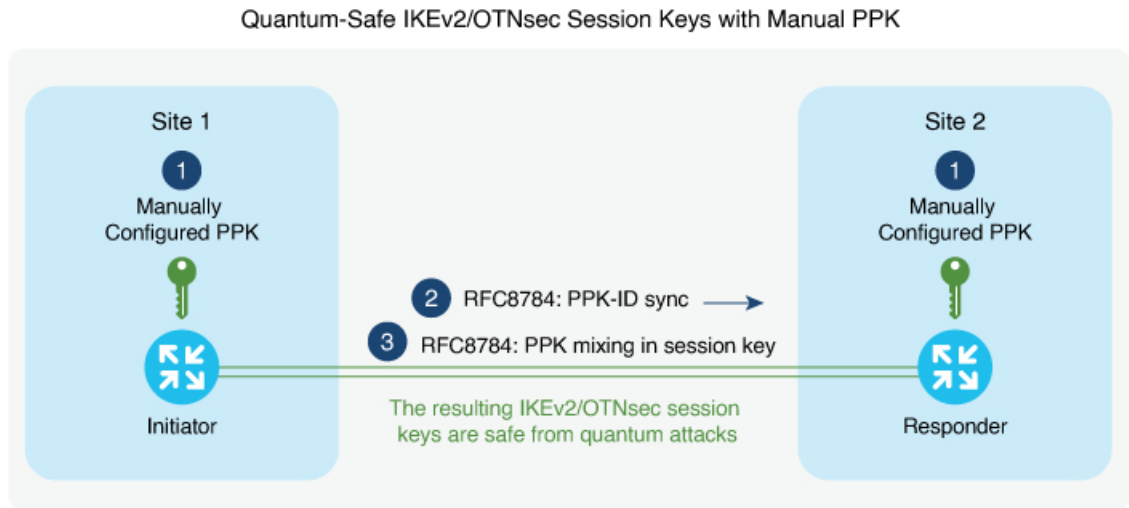 Quantum-Safe IKEv2/OTNsec Session Keys with Manual PPK
Site 1
1
Manually
Configured PPK
Initiator
2 RFC8784: PPK-ID sync
3 RFC8784: PPK mixing in session key
The resulting IKEv2/OTNsec session
keys are safe from quantum attacks
Site 2
1
Manually
Configured PPK
Responder